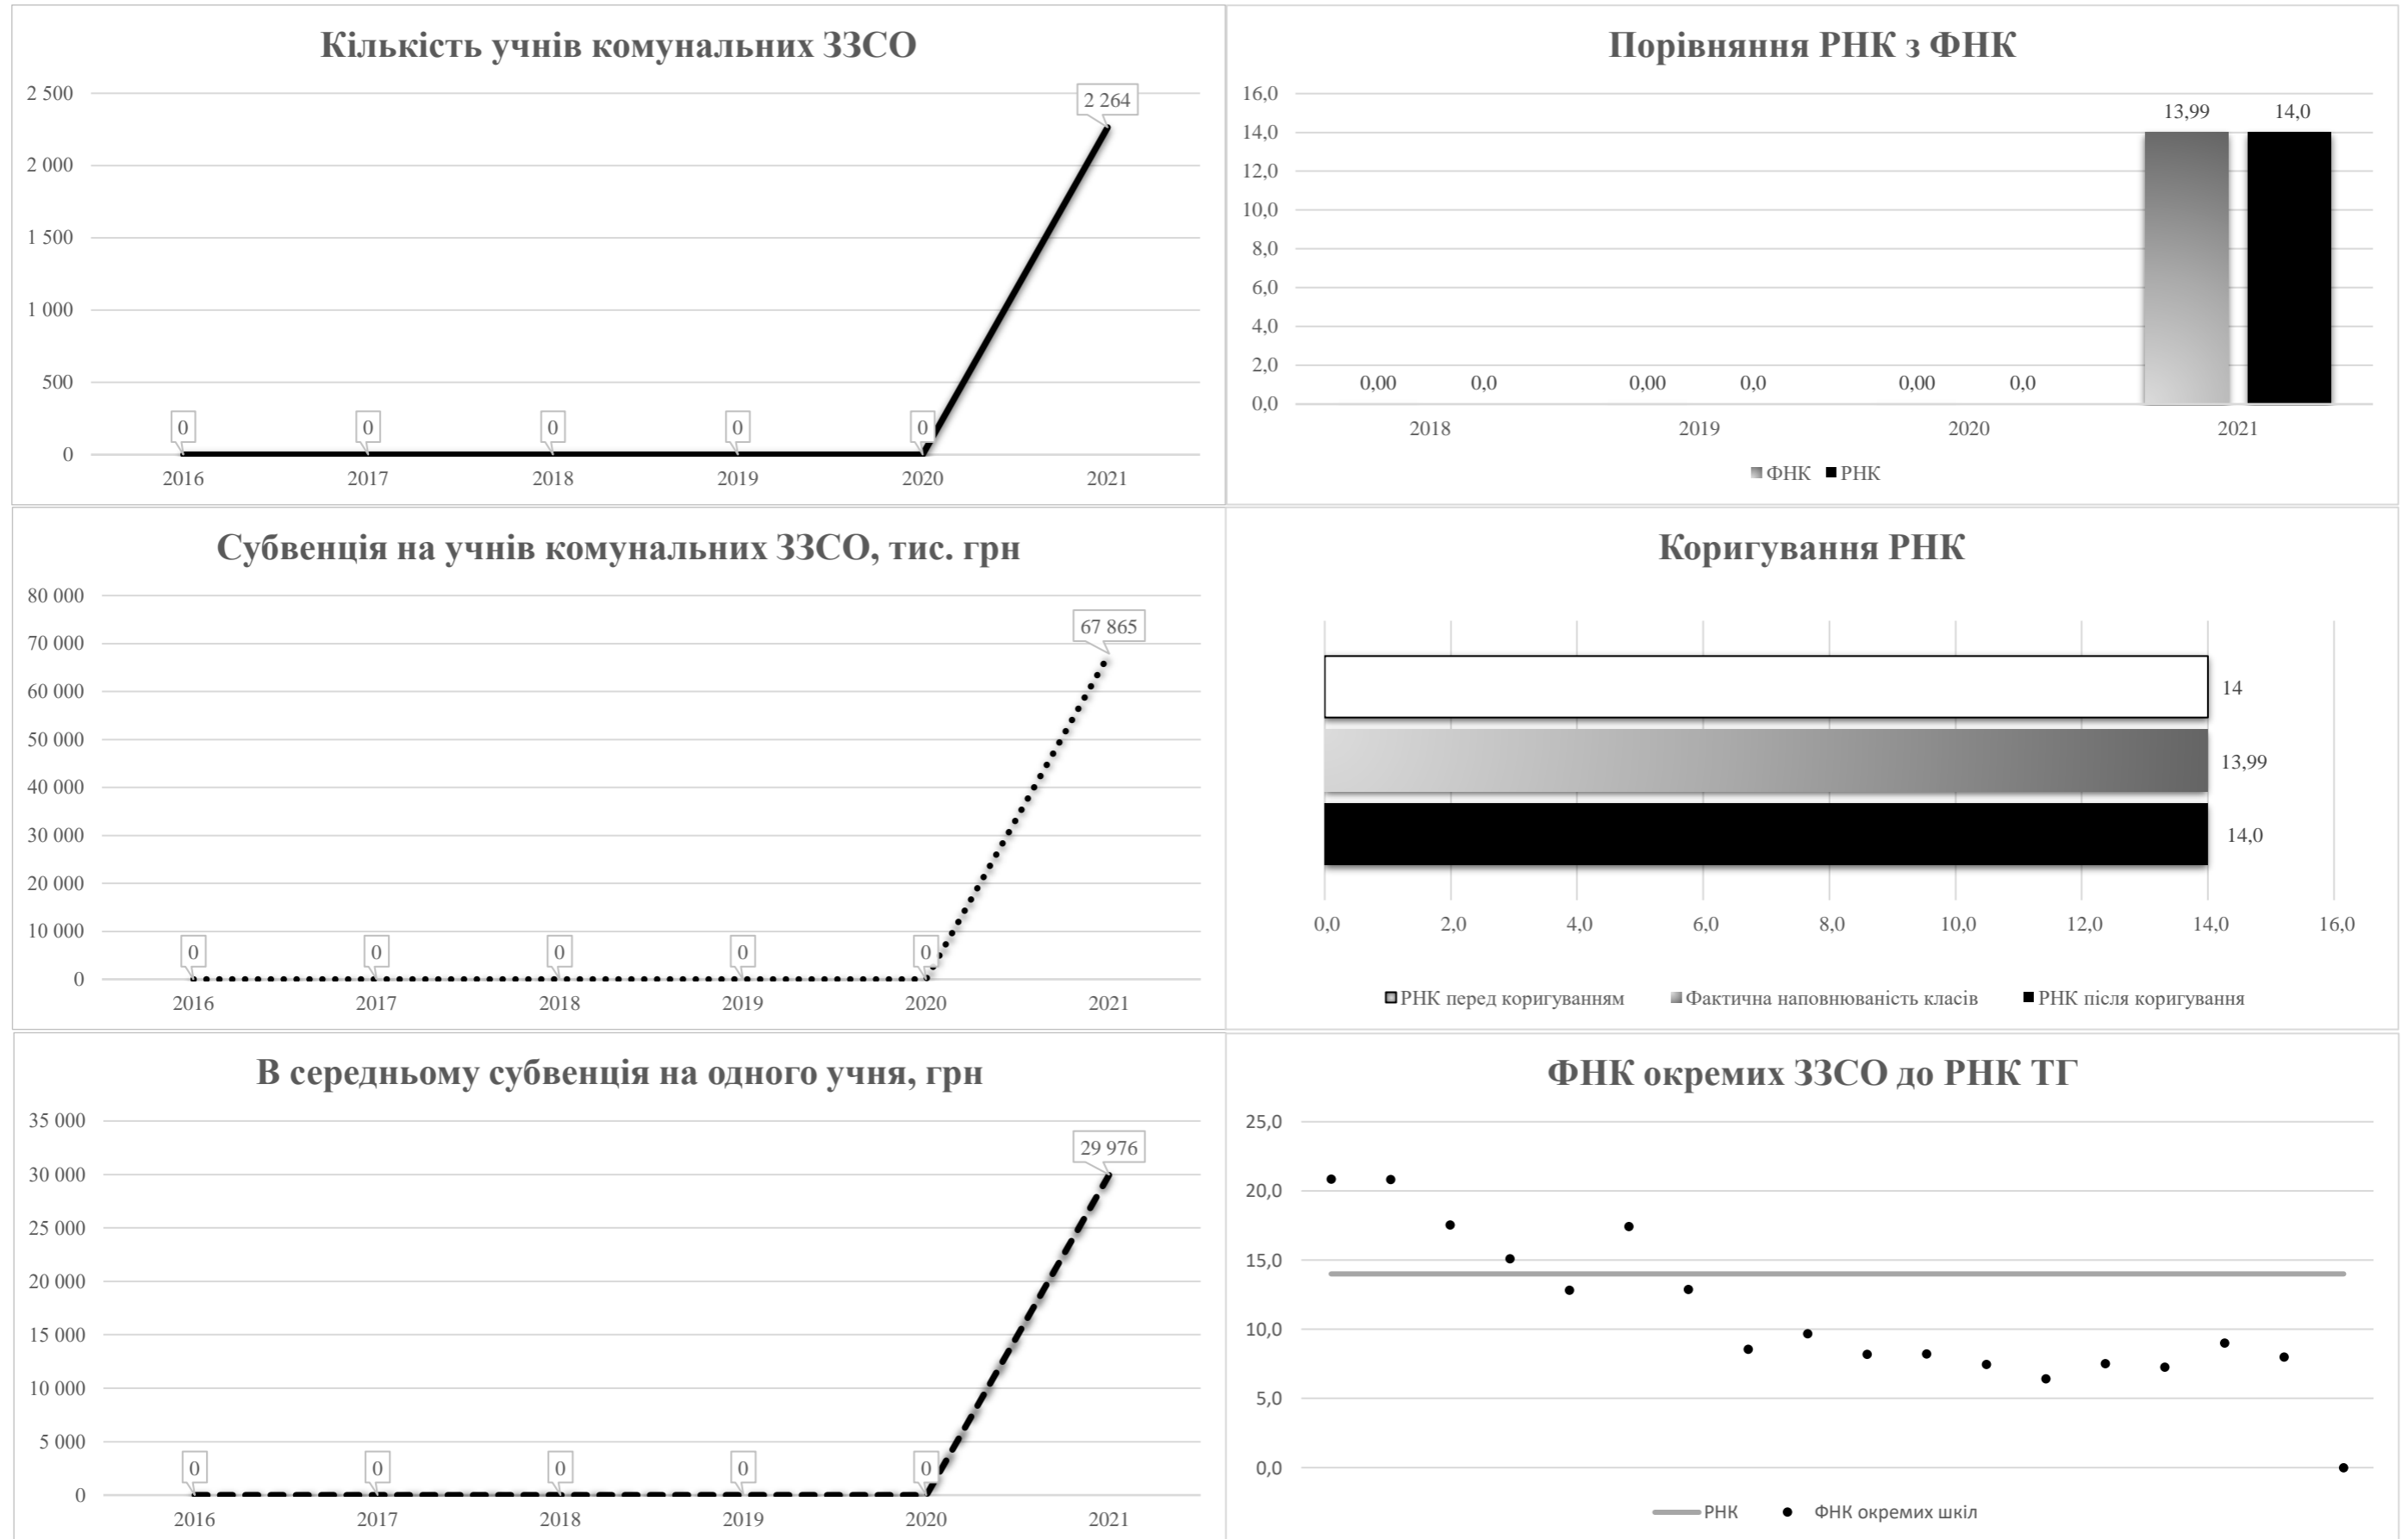 Кількість учнів комунальних ЗЗСО
2 500
2 000
1 500
1 000
500
0
2 264
0 0 0 0 0
2016 2017 2018 2019 2020 2021
Порівняння РНК з ФНК
16,0
14,0
12,0
10,0
8,0
6,0
4,0
2,0
0,0
13,99 14,0
0,00 0,0 0,00 0,0 0,00 0,0
2018 2019 2020 2021
ФНК РНК
Субвенція на учнів комунальних ЗЗСО, тис. грн
80 000
70 000
60 000
50 000
40 000
30 000
20 000
10 000
0
67 865
0 0 0 0 0
2016 2017 2018 2019 2020 2021
Коригування РНК
14
13,99
14,0
0,0 2,0 4,0 6,0 8,0 10,0 12,0 14,0 16,0
РНК перед коригуванням Фактична наповнюваність класів РНК після коригування
В середньому субвенція на одного учня, грн
35 000
30 000
25 000
20 000
15 000
10 000
5 000
0
29 976
0 0 0 0 0
2016 2017 2018 2019 2020 2021
ФНК окремих ЗЗСО до РНК ТГ
25,0
20,0
15,0
10,0
5,0
0,0
РНК ФНК окремих шкіл